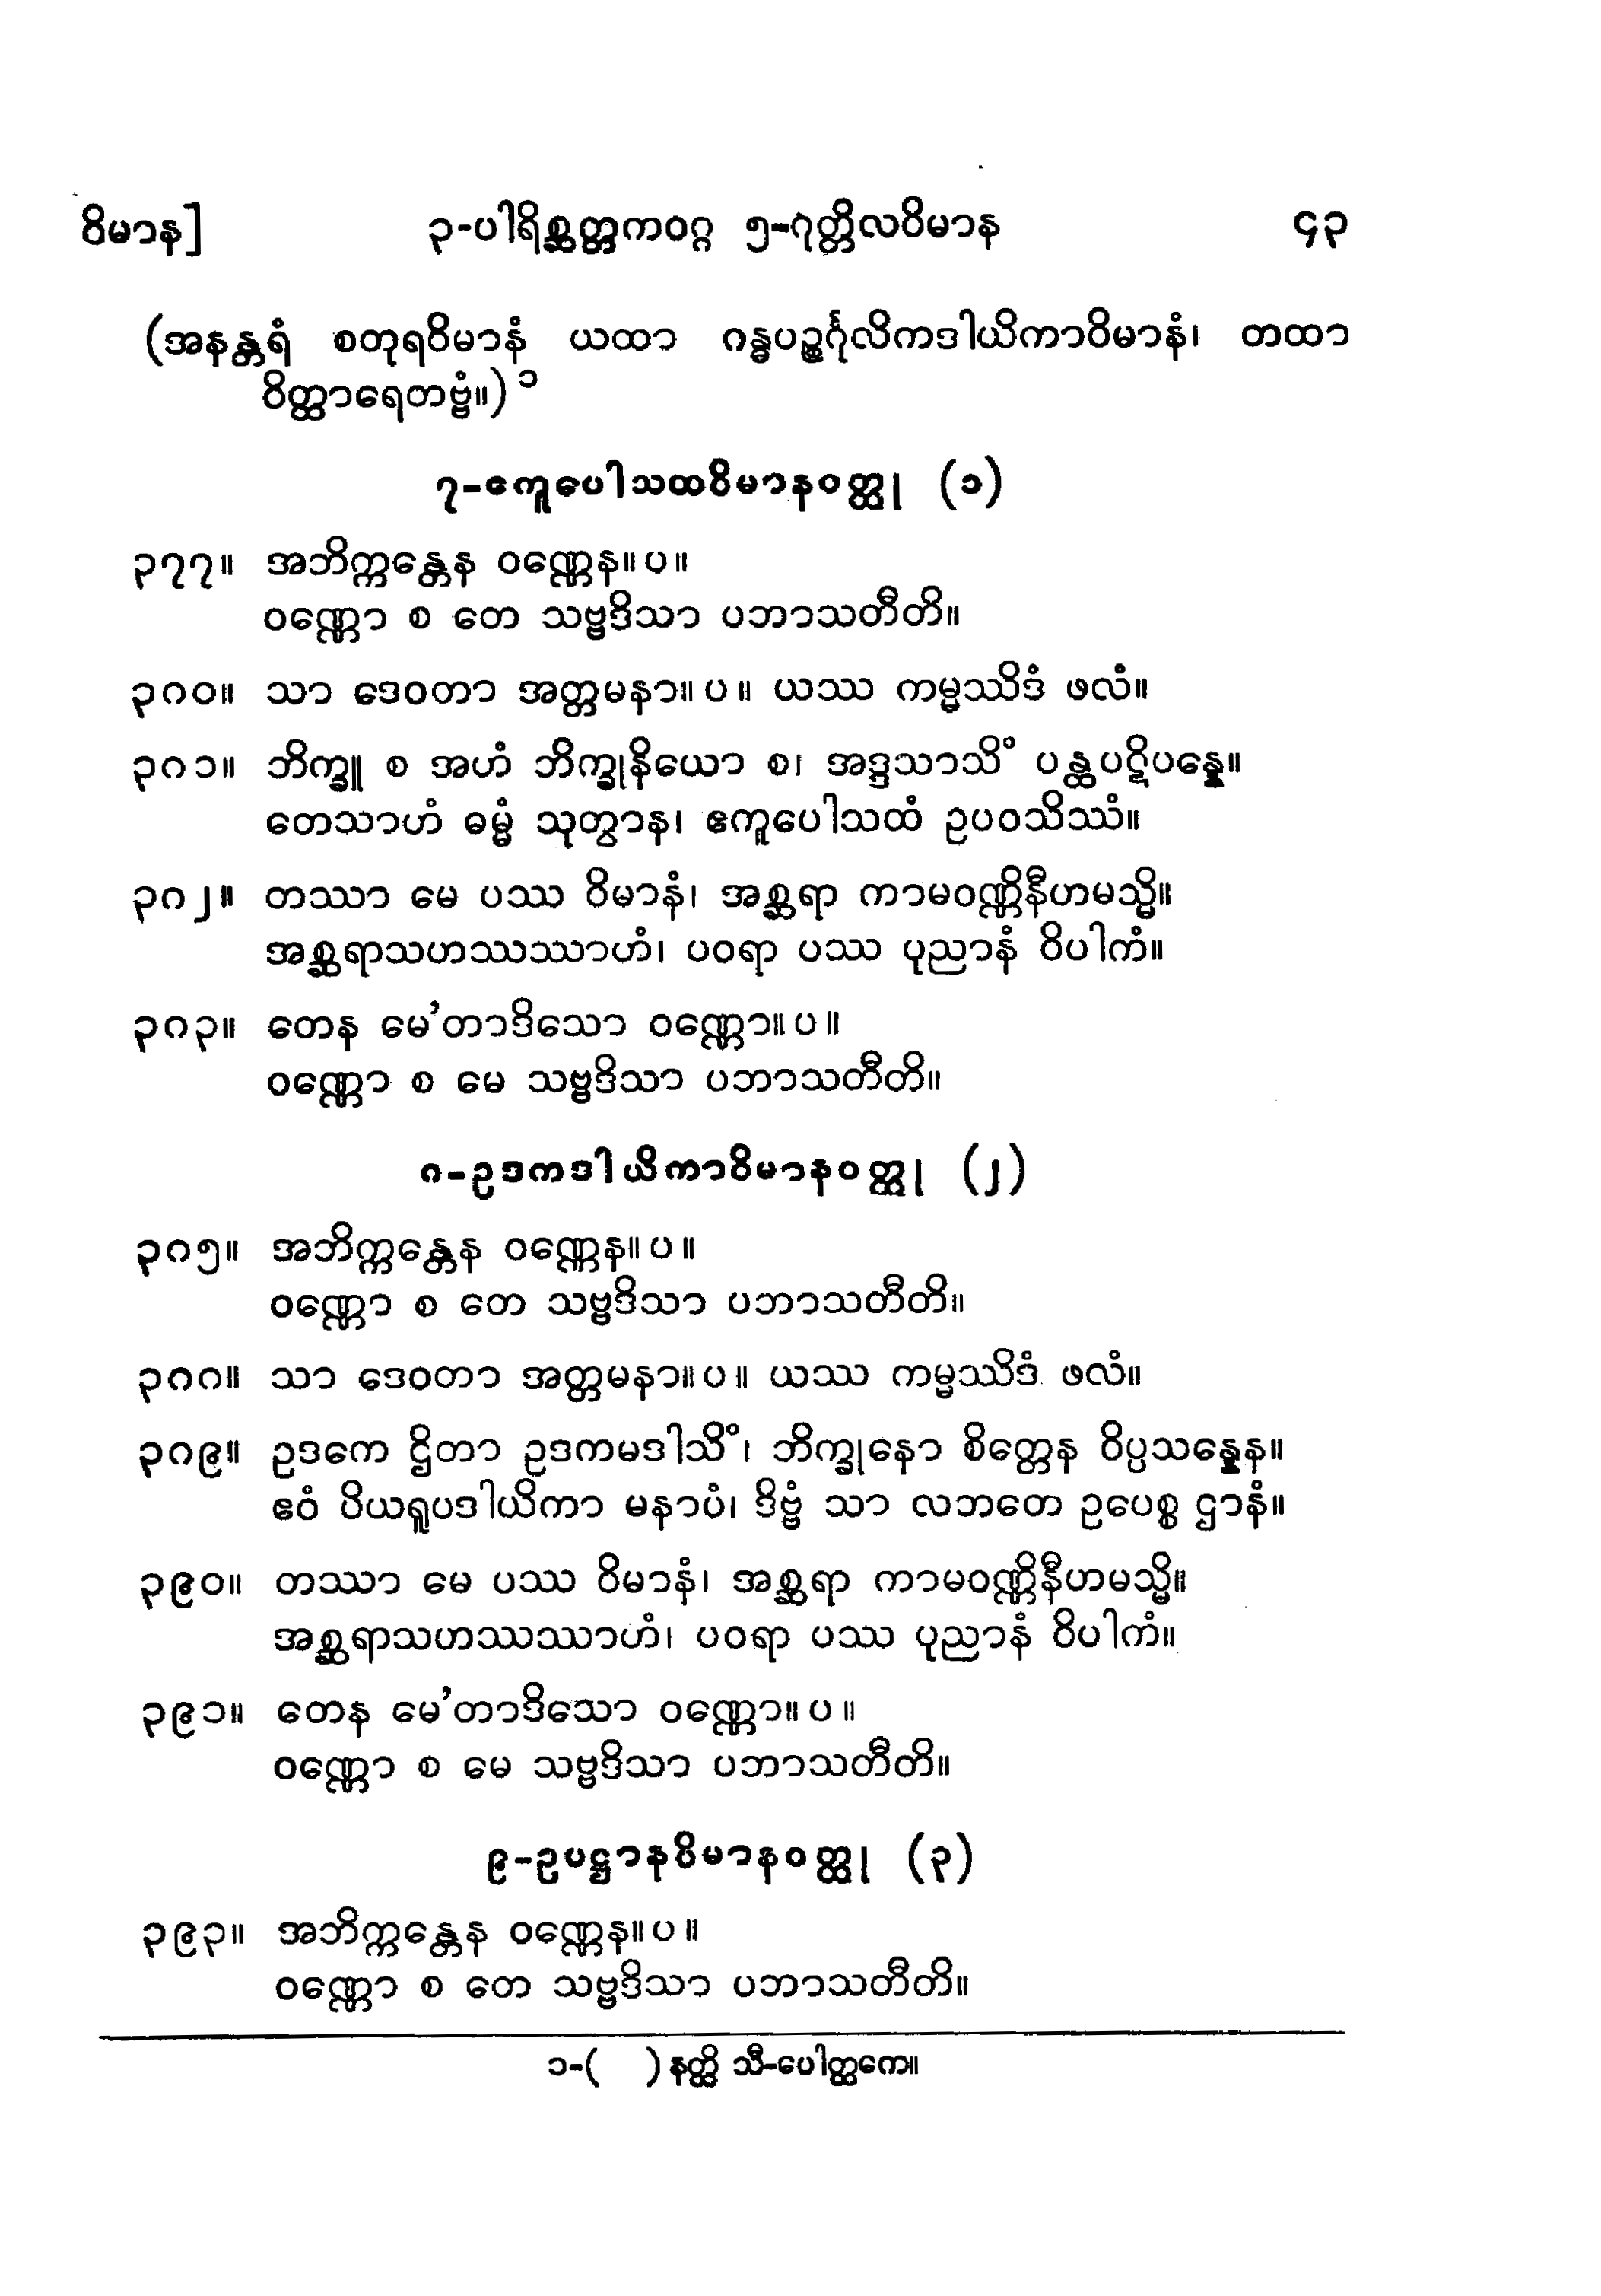 ဝိမာန]
၃-ပါရိစ္ဆတ္တကဝဂ္ဂ ၅-ဂုတ္တိလဝိမာန
၄၃
(အနန္တရံ စတုရဝိမာနံ ယထာ ဂန္ဓပဉ္စင်္ဂုလိကဒါယိကာဝိမာနံ၊ တထာ
ဝိတ္ထာရေတဗ္ဗံ။)၁
၇-ဧကူပေါသထဝိမာနဝတ္ထု (၁)
၃၇၇။ အဘိက္ကန္တေန ဝဏ္ဏေန။ပ။
ဝဏ္ဏော စ တေ သဗ္ဗဒိသာ ပဘာသတီတိ။
၃၈၀။ သာ ဒေဝတာ အတ္တမနာ။ပ။ ယဿ ကမ္မဿိဒံ ဖလံ။
၃၈၁။ ဘိက္ခူ စ အဟံ ဘိက္ခုနိယော စ၊ အဒ္ဒသာသိံ ပန္ထပဋိပန္နေ။
တေသာဟံ ဓမ္မံ သုတွာန၊ ဧကူပေါသထံ ဥပဝသိဿံ။
၃၈၂။ တဿာ မေ ပဿ ဝိမာနံ၊ အစ္ဆရာ ကာမဝဏ္ဏိနီဟမသ္မိ။
အစ္ဆရာသဟဿဿာဟံ၊ ပဝရာ ပဿ ပုညာနံ ဝိပါကံ။
၃၈၃။ တေန မေ’တာဒိသော ဝဏ္ဏော။ပ။
ဝဏ္ဏော စ မေ သဗ္ဗဒိသာ ပဘာသတီတိ။
၈-ဥဒကဒါယိကာဝိမာနဝတ္ထု (၂)
၃၈၅။ အဘိက္ကန္တေန ဝဏ္ဏေန။ပ။
ဝဏ္ဏော စ တေ သဗ္ဗဒိသာ ပဘာသတီတိ။
၃၈၈။ သာ ဒေဝတာ အတ္တမနာ။ပ။ ယဿ ကမ္မဿိဒံ ဖလံ။
၃၈၉။ ဥဒကေ ဌိတာ ဥဒကမဒါသိံ၊ ဘိက္ခုနော စိတ္တေန ဝိပ္ပသန္နေန။
ဧဝံ ပိယရူပဒါယိကာ မနာပံ၊ ဒိဗ္ဗံ သာ လဘတေ ဥပေစ္စ ဌာနံ။
၃၉၀။ တဿာ မေ ပဿ ဝိမာနံ၊ အစ္ဆရာ ကာမဝဏ္ဏိနီဟမသ္မိ။
အစ္ဆရာသဟဿဿာဟံ၊ ပဝရာ ပဿ ပုညာနံ ဝိပါကံ။
၃၉၁။ တေန မေ’တာဒိသော ဝဏ္ဏော။ပ။
ဝဏ္ဏော စ မေ သဗ္ဗဒိသာ ပဘာသတီတိ။
၉-ဥပဋ္ဌာနဝိမာနဝတ္ထု (၃)
၃၉၃။ အဘိက္ကန္တေန ဝဏ္ဏေန။ပ။
ဝဏ္ဏော စ တေ သဗ္ဗဒိသာ ပဘာသတီတိ။
၁-( ) နတ္ထိ သီ-ပေါတ္ထကေ။